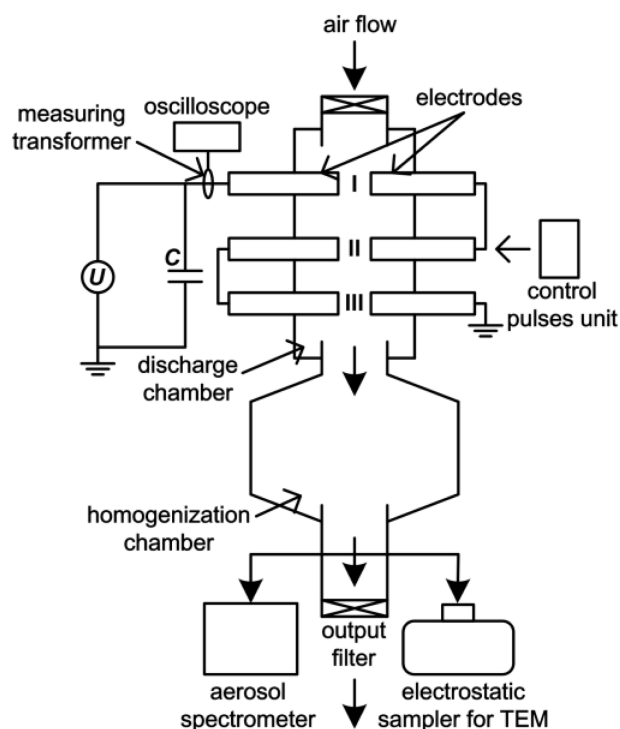 air flow
measuring
transformer
oscilloscope
electrodes
I
II
III
C
U
control
pulses unit
discharge
chamber
homogenization
chamber
output
filter
aerosol
spectrometer
electrostatic
sampler for TEM